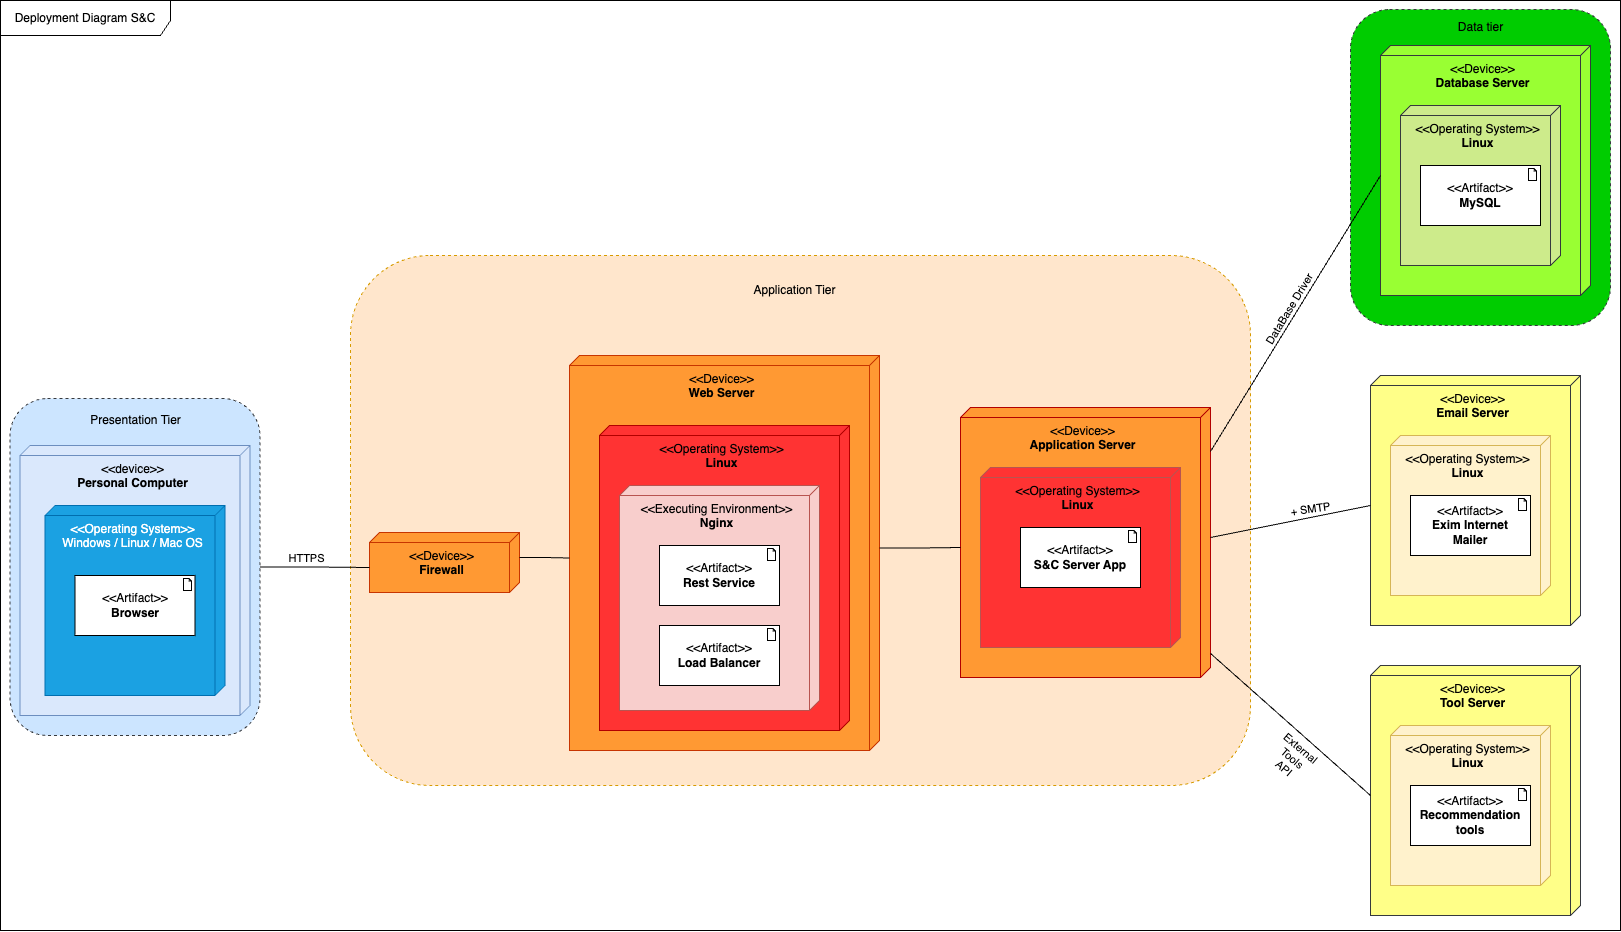 Deployment Diagram S&C
Presentation Tier
<<device>>
Personal Computer
<<Operating System>>
Windows / Linux / Mac OS
<<Artifact>>
Browser
HTTPS
Application Tier
<<Device>>
Firewall
<<Device>>
Web Server
<<Operating System>>
Linux
<<Executing Environment>>
Nginx
<<Artifact>>
Rest Service
<<Artifact>>
Load Balancer
<<Device>>
Application Server
<<Operating System>>
Linux
<<Artifact>>
S&C Server App
DataBase Driver
+ SMTP
External
Tools
API
Data tier
<<Device>>
Database Server
<<Operating System>>
Linux
<<Artifact>>
MySQL
<<Device>>
Email Server
<<Operating System>>
Linux
<<Artifact>>
Exim Internet
Mailer
<<Device>>
Tool Server
<<Operating System>>
Linux
<<Artifact>>
Recommendation
tools